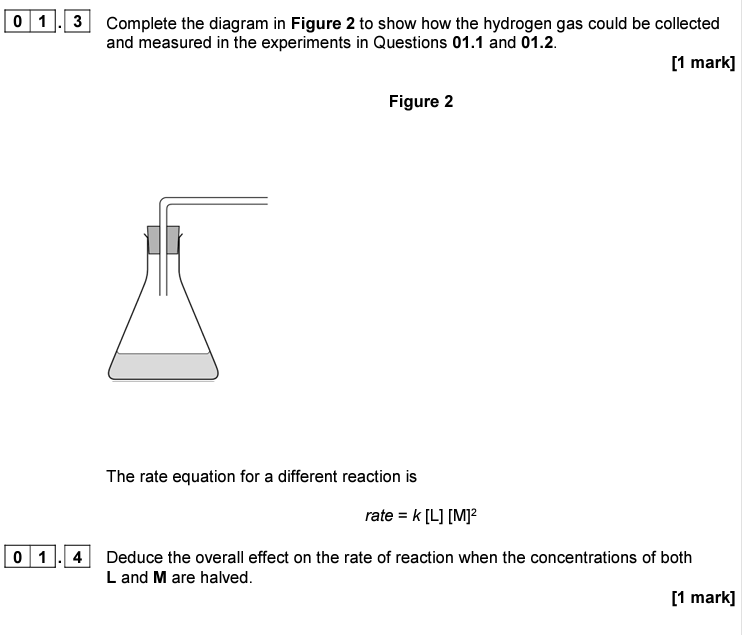 0 1 . 3 Complete the diagram in Figure 2 to show how the hydrogen gas could be collected
and measured in the experiments in Questions 01.1 and 01.2.
[1 mark]
Figure 2
The rate equation for a different reaction is
rate = k [L] [M]²
0 1 . 4 Deduce the overall effect on the rate of reaction when the concentrations of both
L and M are halved.
[1 mark]